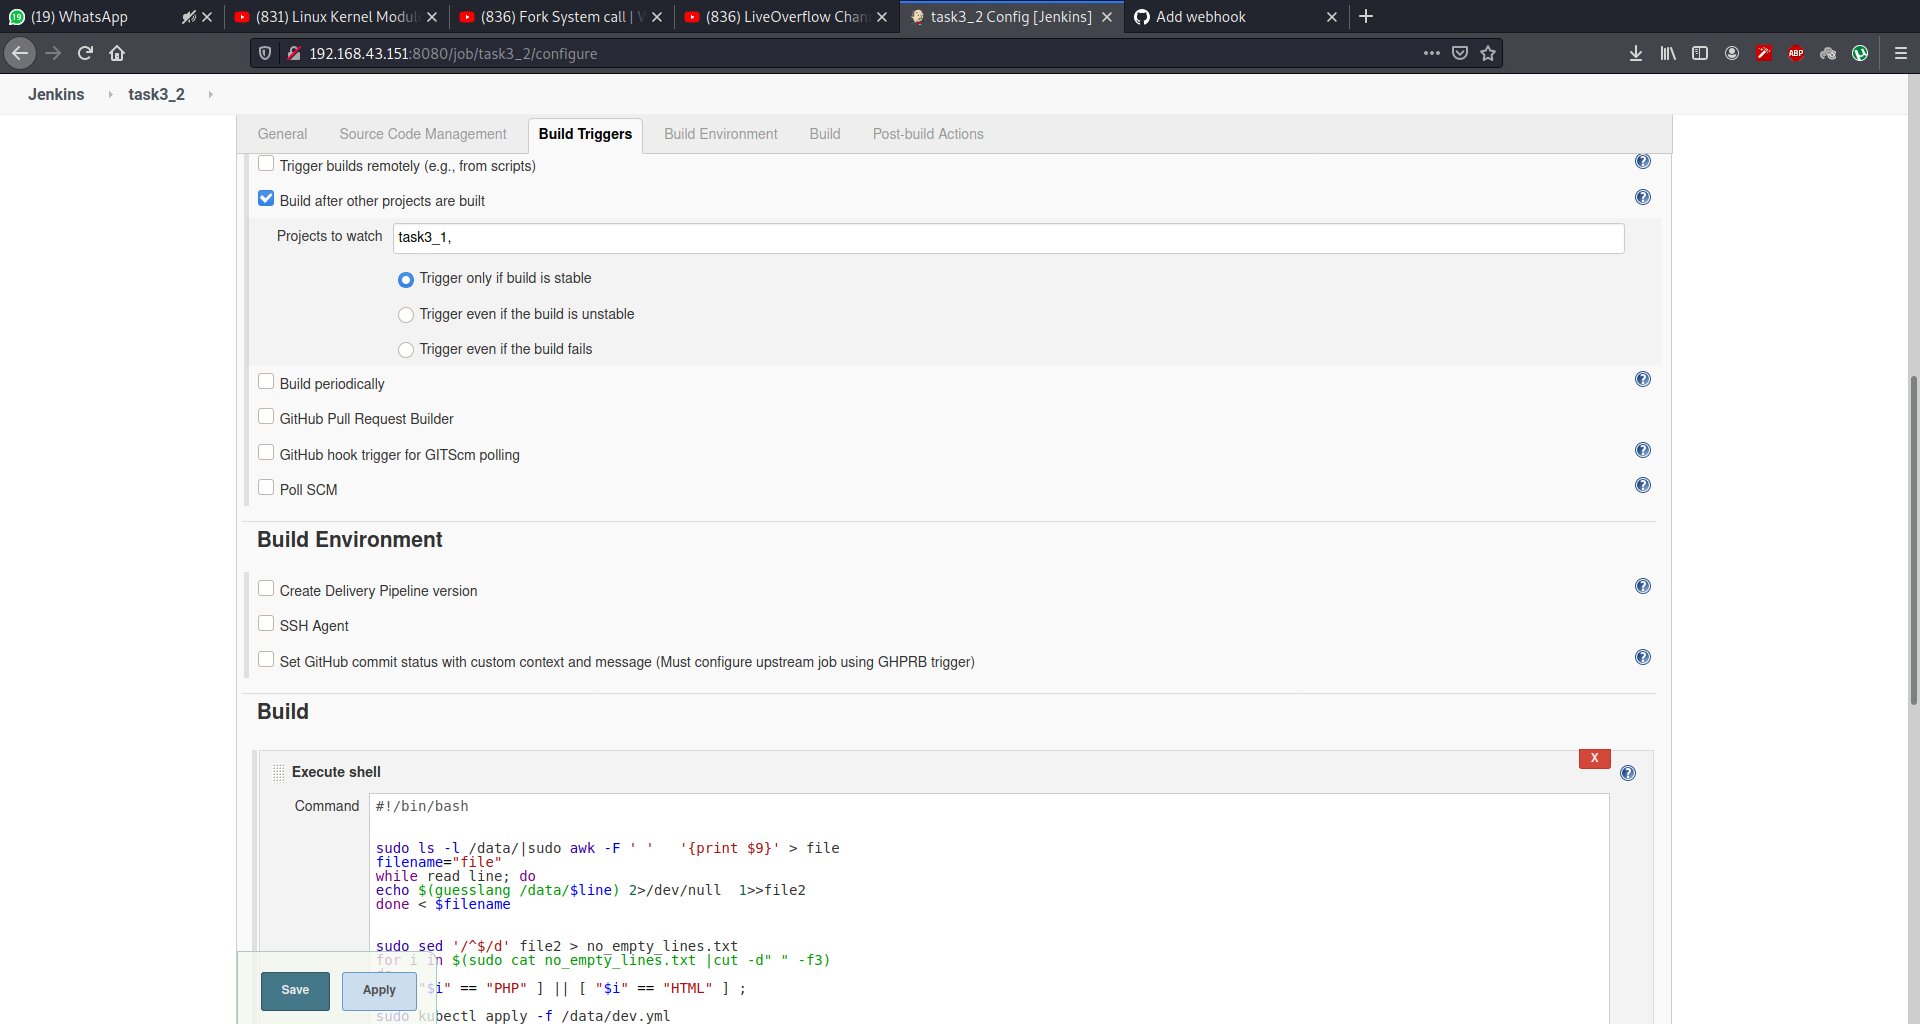 (19) WhatsApp
(831) Linux Kernel Modul
(836) Fork System call |
(836) LiveOverflow Chan
task3_2 Config [Jenkins]
Add webhook
192.168.43.151:8080/job/task3_2/configure
ABP
Jenkins
task3_2
General
Source Code Management
Build Triggers
Build Environment
Build
Post-build Actions
Trigger builds remotely (e.g., from scripts)
Build after other projects are built
Projects to watch
task3_1,
Trigger only if build is stable
Trigger even if the build is unstable
Trigger even if the build fails
Build periodically
GitHub Pull Request Builder
GitHub hook trigger for GITScm polling
Poll SCM
Build Environment
Create Delivery Pipeline version
SSH Agent
Set GitHub commit status with custom context and message (Must configure upstream job using GHPRB trigger)
Build
X
Execute shell
Command
#!/bin/bash
sudo ls -l /data/|sudo awk -F ' '   '{print $9}' > file
filename="file"
while read line; do
echo $(guesslang /data/$line) 2>/dev/null  1>>file2
done < $filename
sudo sed '/^$/d' file2 > no_empty_lines.txt
for i in $(sudo cat no_empty_lines.txt |cut -d" " -f3)
"$i" == "PHP" ] || [ "$i" == "HTML" ] ;
sudo kubectl apply -f /data/dev.yml
Save
Apply